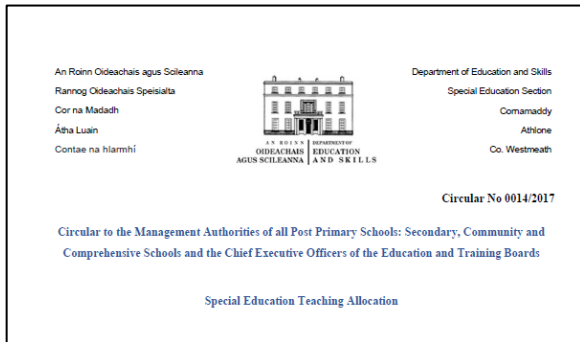 An Roinn Oideachais agus Scileanna
Rannog Oideachais Speisialta
Cor na Madadh
Átha Luain
Contae na hIarmhí
AN ROINN
OIDEACHAIS
AGUS SCILEANNA
DEPARTMENT OF
EDUCATION
AND SKILLS
Department of Education and Skills
Special Education Section
Cornamaddy
Athlone
Co. Westmeath
Circular No 0014/2017
Circular to the Management Authorities of all Post Primary Schools: Secondary, Community and
Comprehensive Schools and the Chief Executive Officers of the Education and Training Boards
Special Education Teaching Allocation